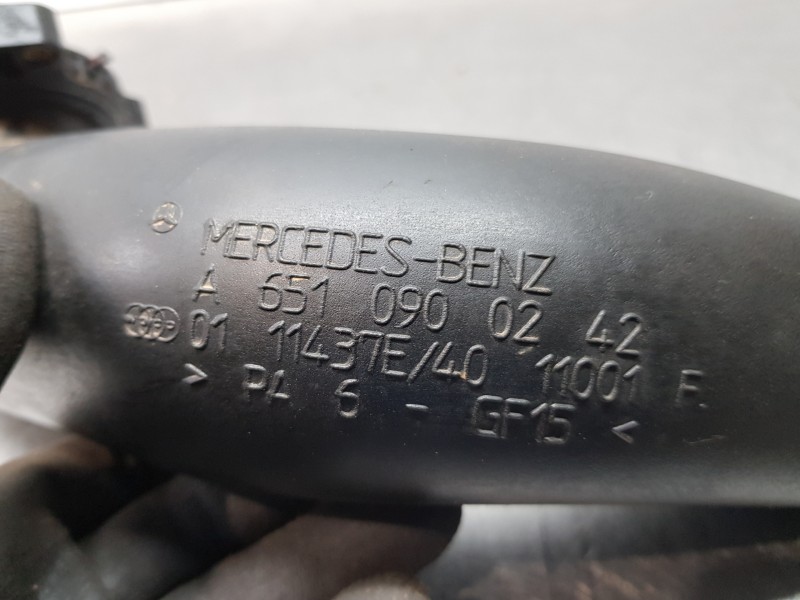 MERCEDES-BENZ
A 651 090 02 42
01 11437E/40 11001 F.
> PA 6 - GF15 <